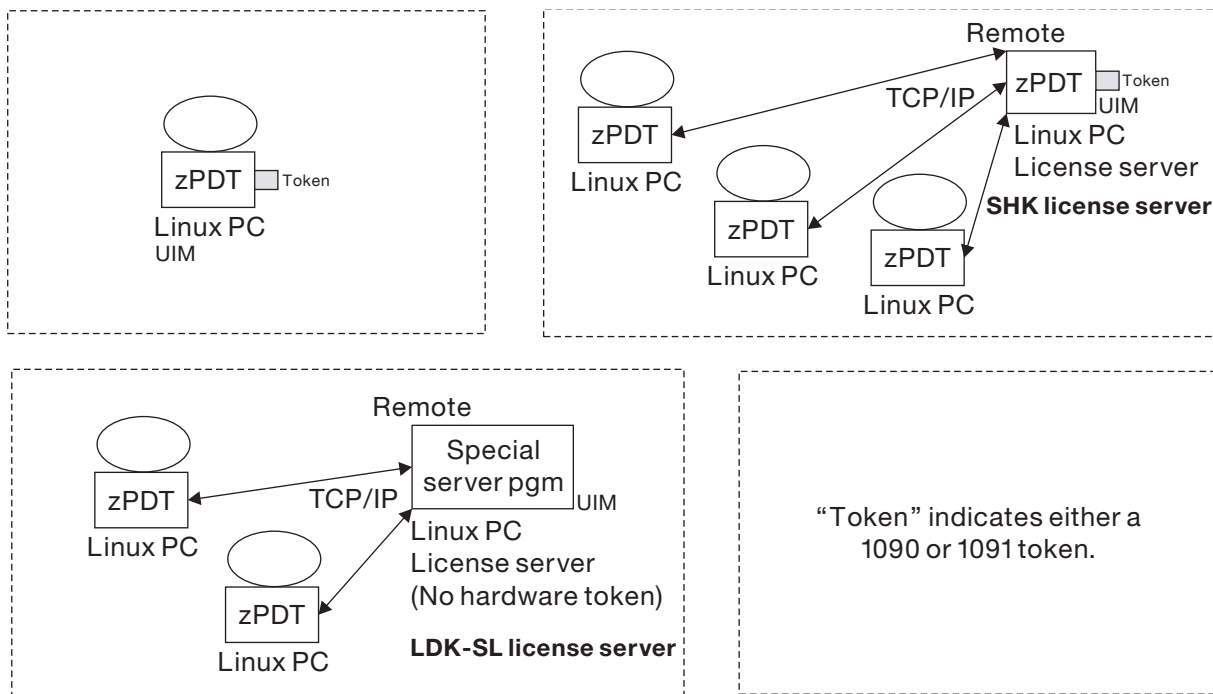 zPDT
Token
Linux PC
UIM
Remote
zPDT
Token
TCP/IP
UIM
zPDT
Linux PC
Linux PC
License server
SHK license server
zPDT
Linux PC
zPDT
Linux PC
Remote
Special
server pgm
UIM
zPDT
TCP/IP
Linux PC
Linux PC
License server
(No hardware token)
zPDT
Linux PC
LDK-SL license server
“Token” indicates either a
1090 or 1091 token.